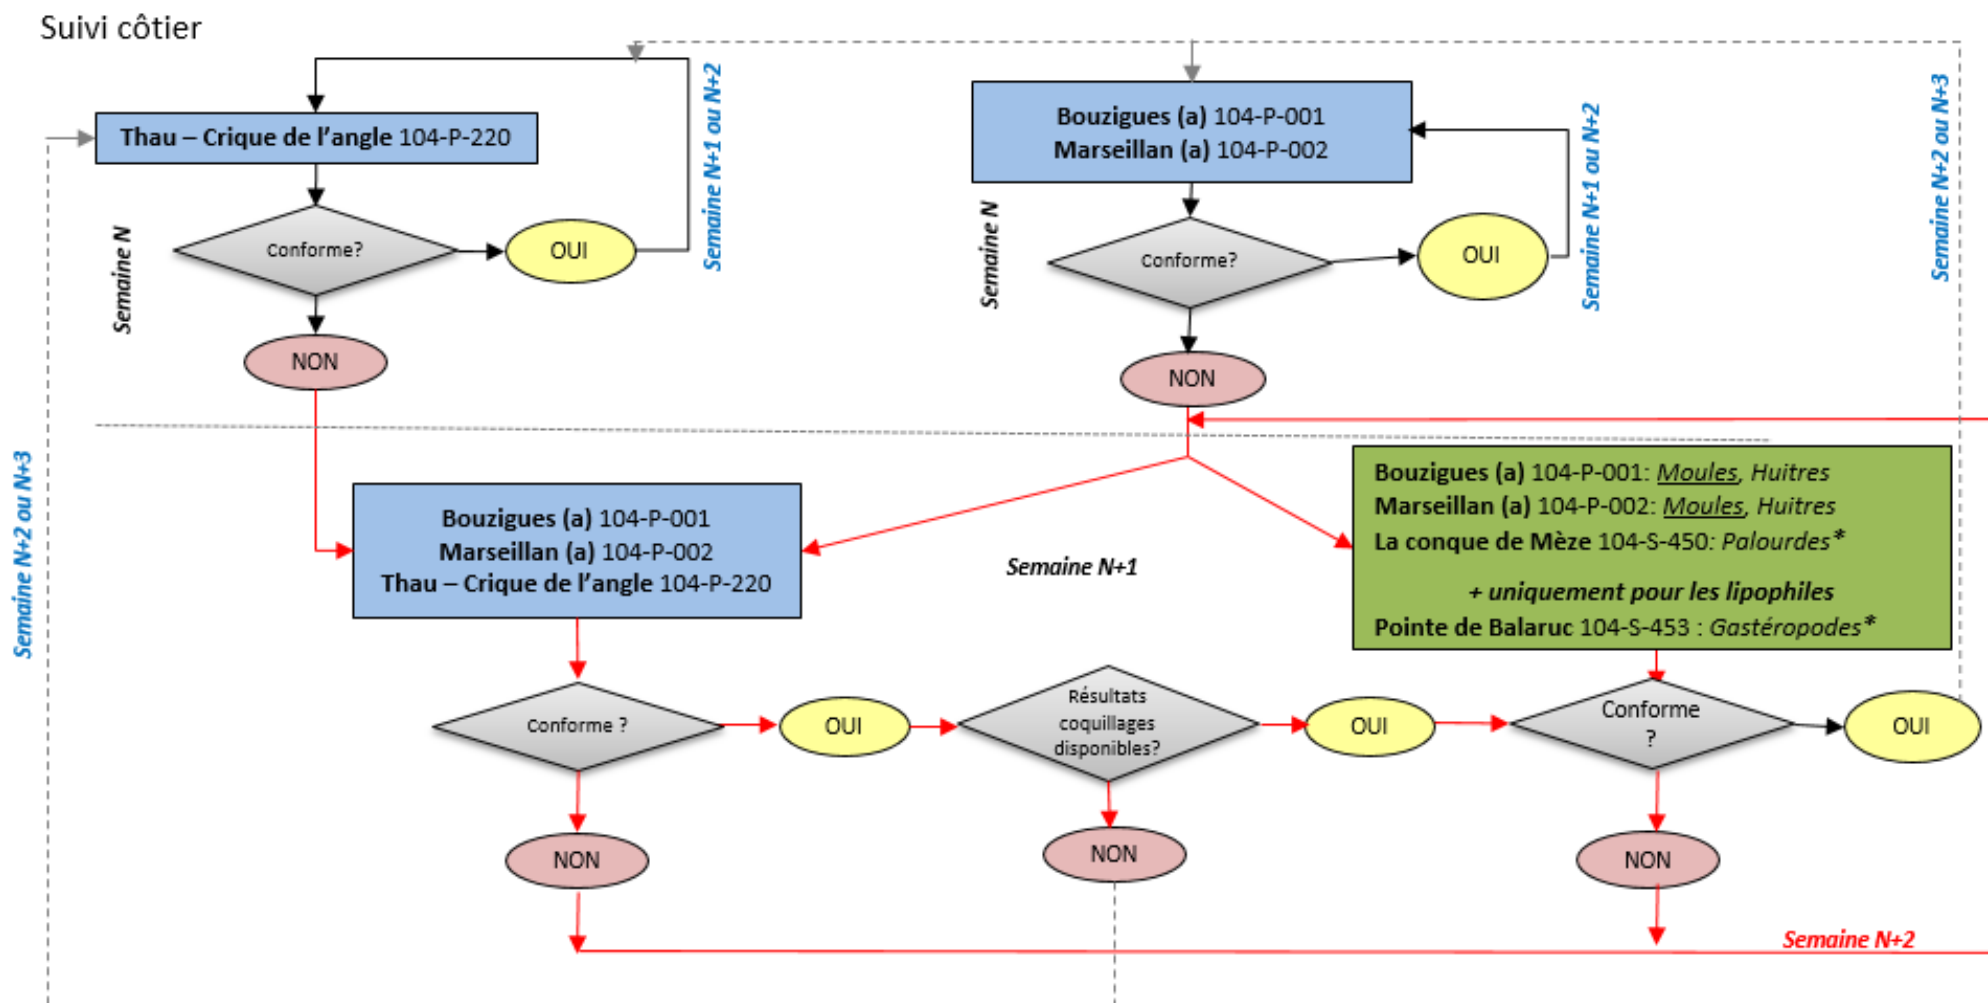 Suivi côtier
Thau – Crique de l'angle 104-P-220
Conforme?
OUI
NON
Semaine N
Semaine N+1 ou N+2
Bouzigues (a) 104-P-001
Marseillan (a) 104-P-002
Conforme?
OUI
NON
Semaine N
Semaine N+1 ou N+2
Semaine N+2 ou N+3
Semaine N+2 ou N+3
Bouzigues (a) 104-P-001
Marseillan (a) 104-P-002
Thau – Crique de l'angle 104-P-220
Semaine N+1
Bouzigues (a) 104-P-001: Moules, Huitres
Marseillan (a) 104-P-002: Moules, Huitres
La conque de Mèze 104-S-450: Palourdes*
+ uniquement pour les lipophiles
Pointe de Balaruc 104-S-453 : Gastéropodes*
Conforme ?
OUI
Résultats
coquillages
disponibles?
OUI
Conforme
?
OUI
NON
NON
NON
Semaine N+2